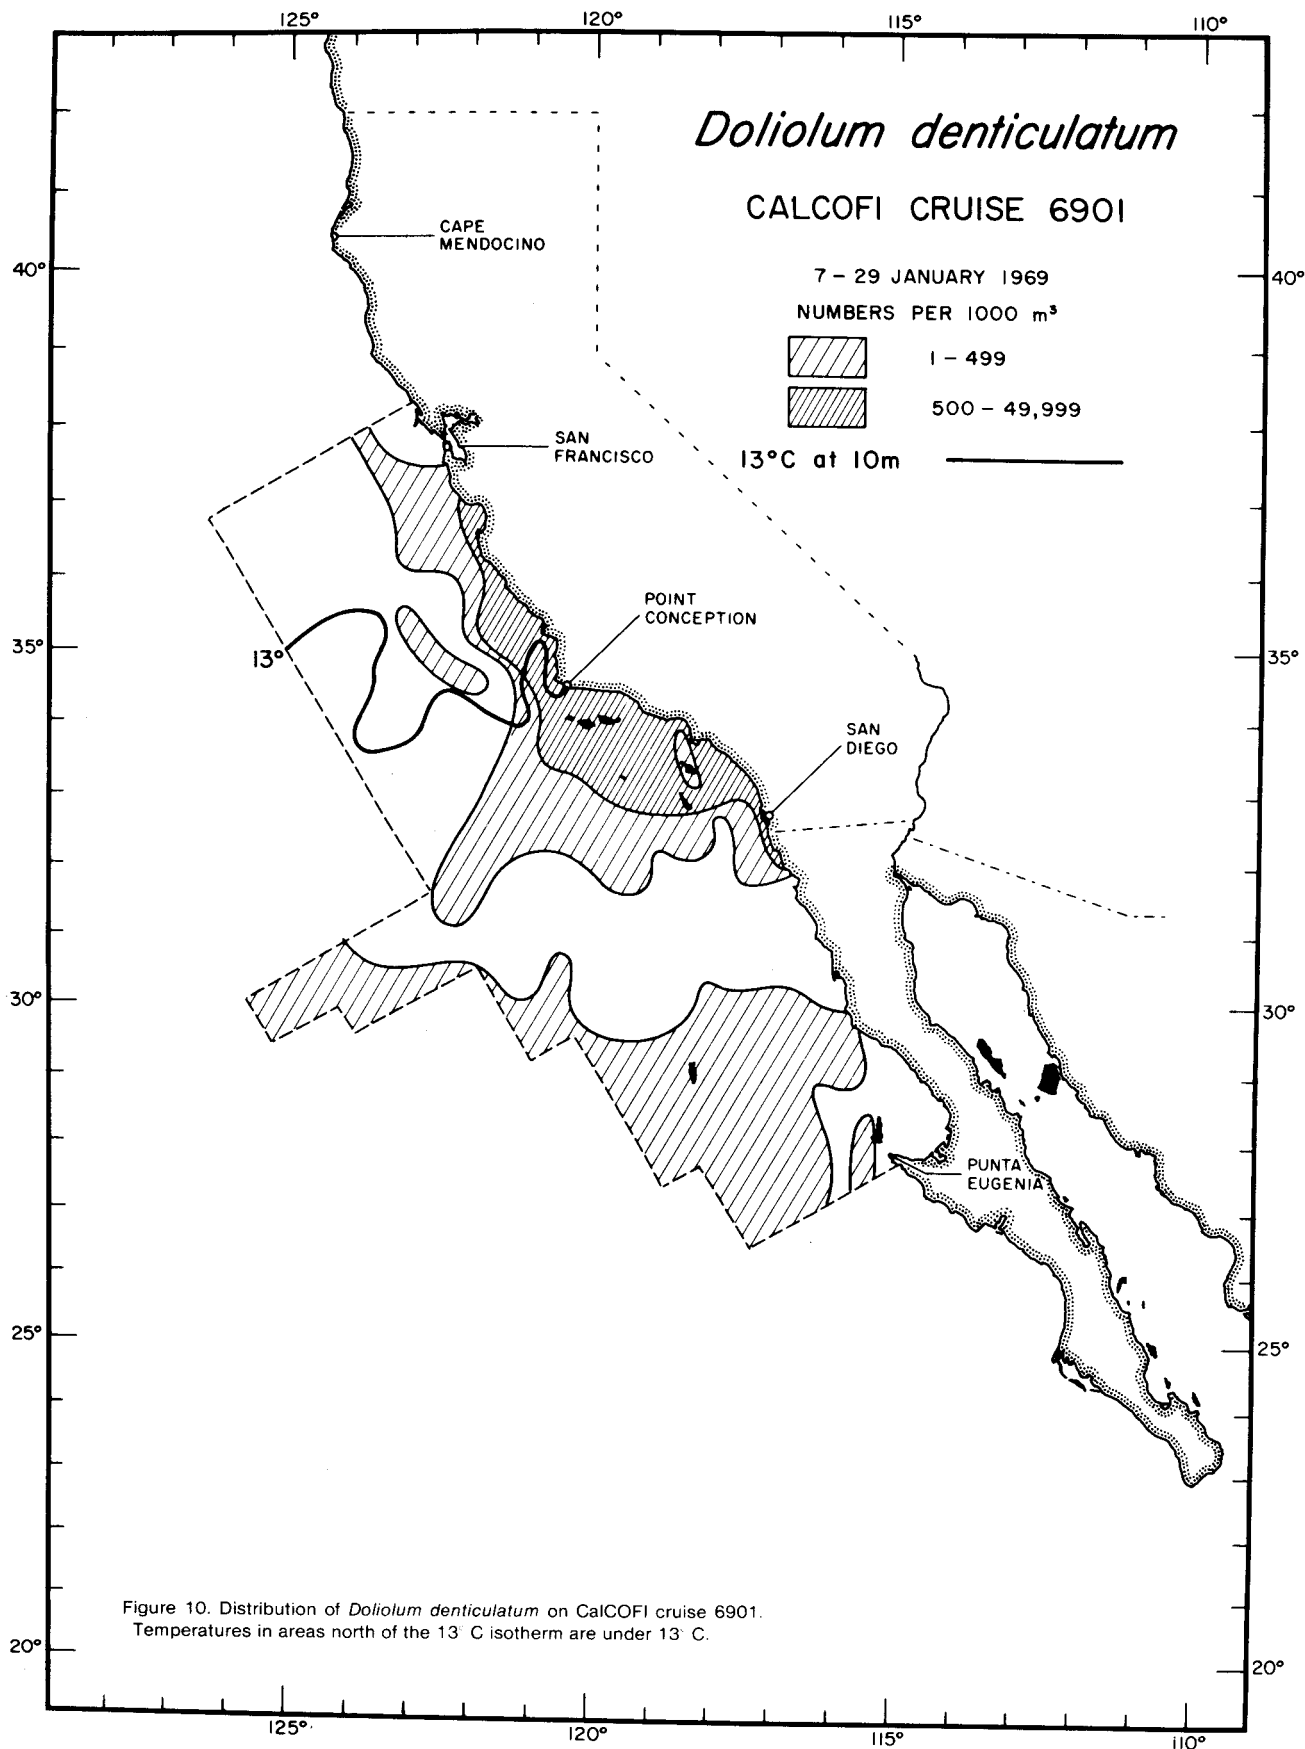 125° 120° 115° 110°
Doliolum denticulatum
CALCOFI CRUISE 6901
7 – 29 JANUARY 1969
NUMBERS PER 1000 m³
1 – 499
500 – 49,999
13°C at 10m
CAPE
MENDOCINO
40° 40°
SAN
FRANCISCO
POINT
CONCEPTION
35° 35°
13°
SAN
DIEGO
30° 30°
PUNTA
EUGENIA
25° 25°
Figure 10. Distribution of Doliolum denticulatum on CalCOFI cruise 6901.
Temperatures in areas north of the 13° C isotherm are under 13° C.
20° 20°
125° 120° 115° 110°